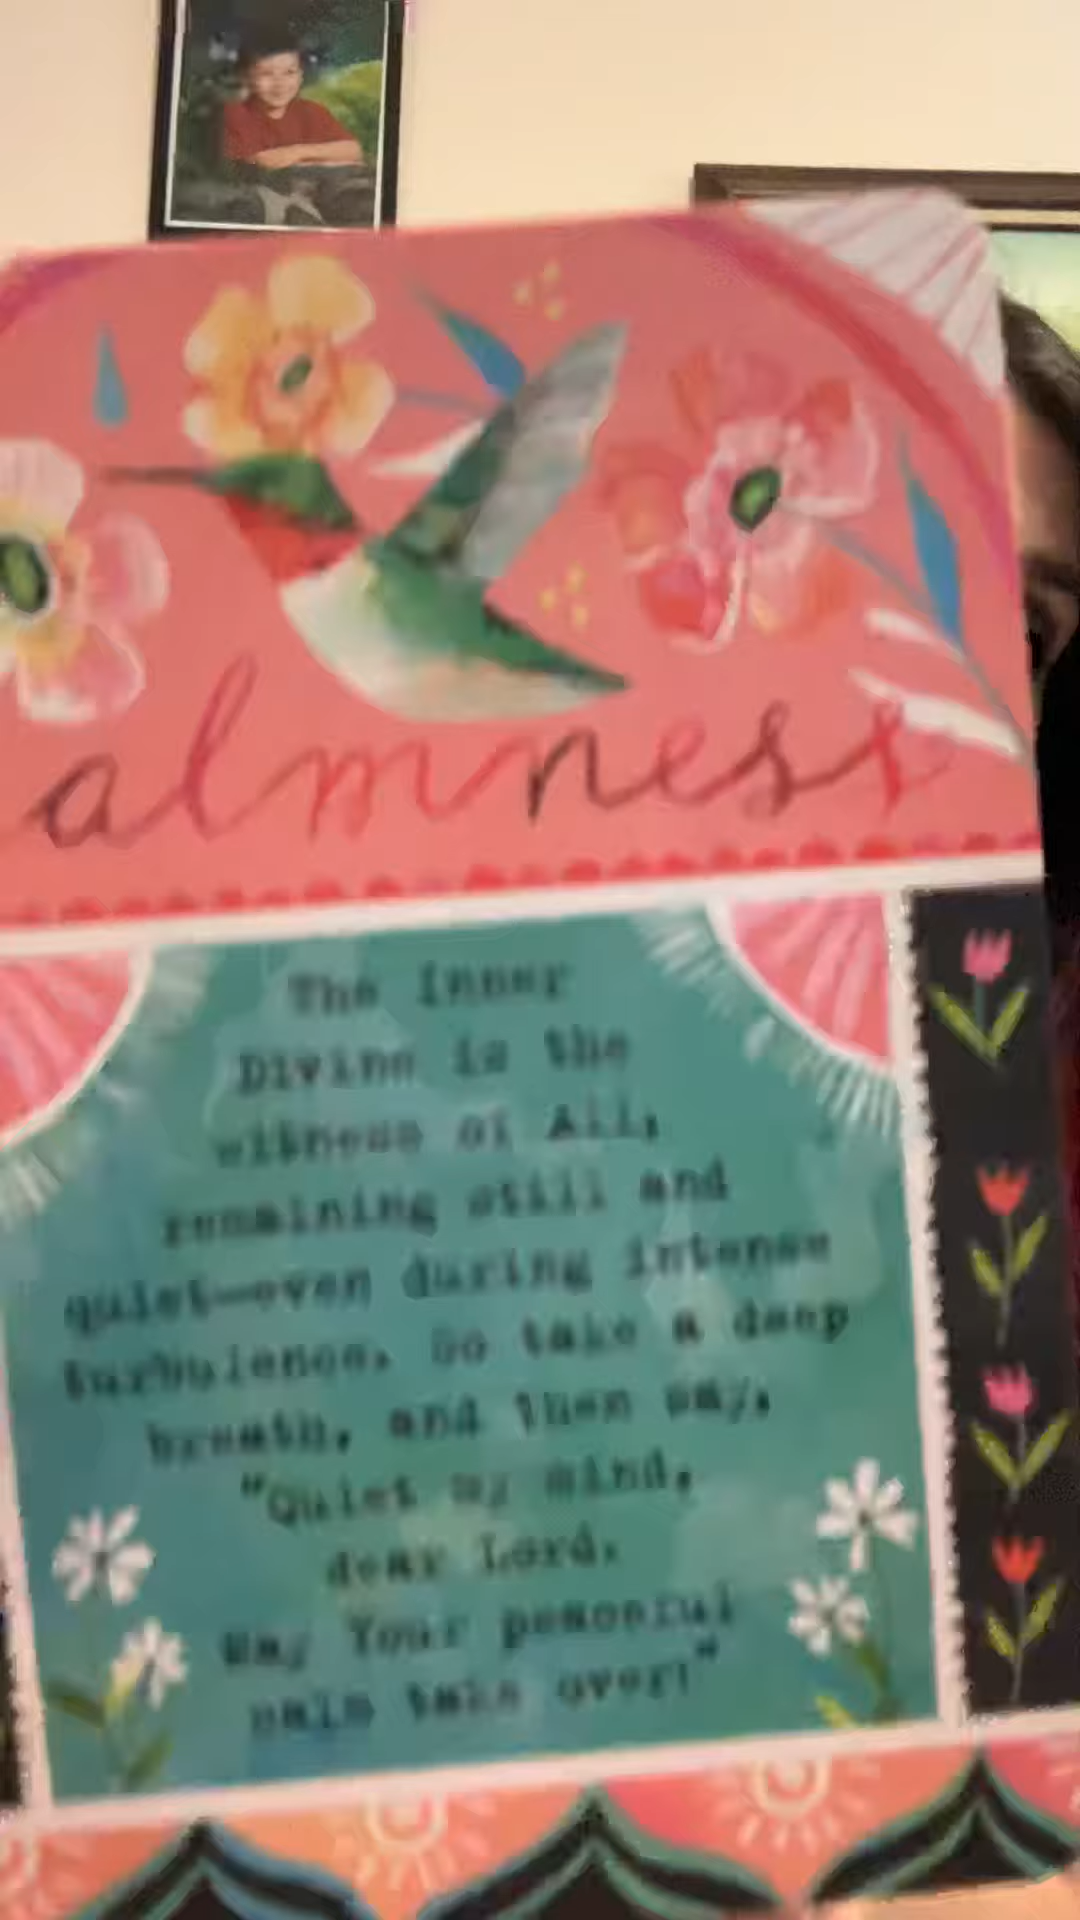 almness
The inner
Divine is the
witness of All;
remaining still and
quiet—even during intense
turbulence. So take a deep
breath, and then say,
"Quiet my mind,
dear Lord.
May Your peaceful
calm take over!"